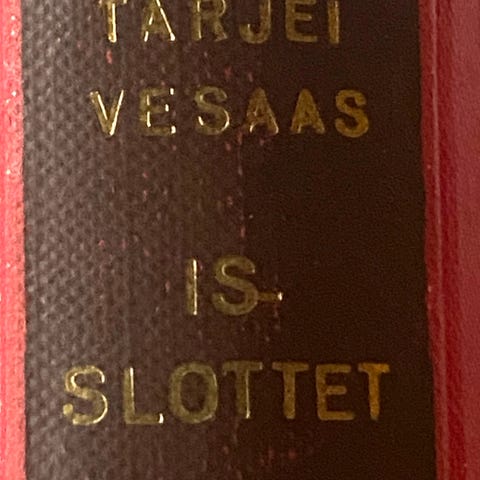 TARJEI
VESAAS
IS-
SLOTTET